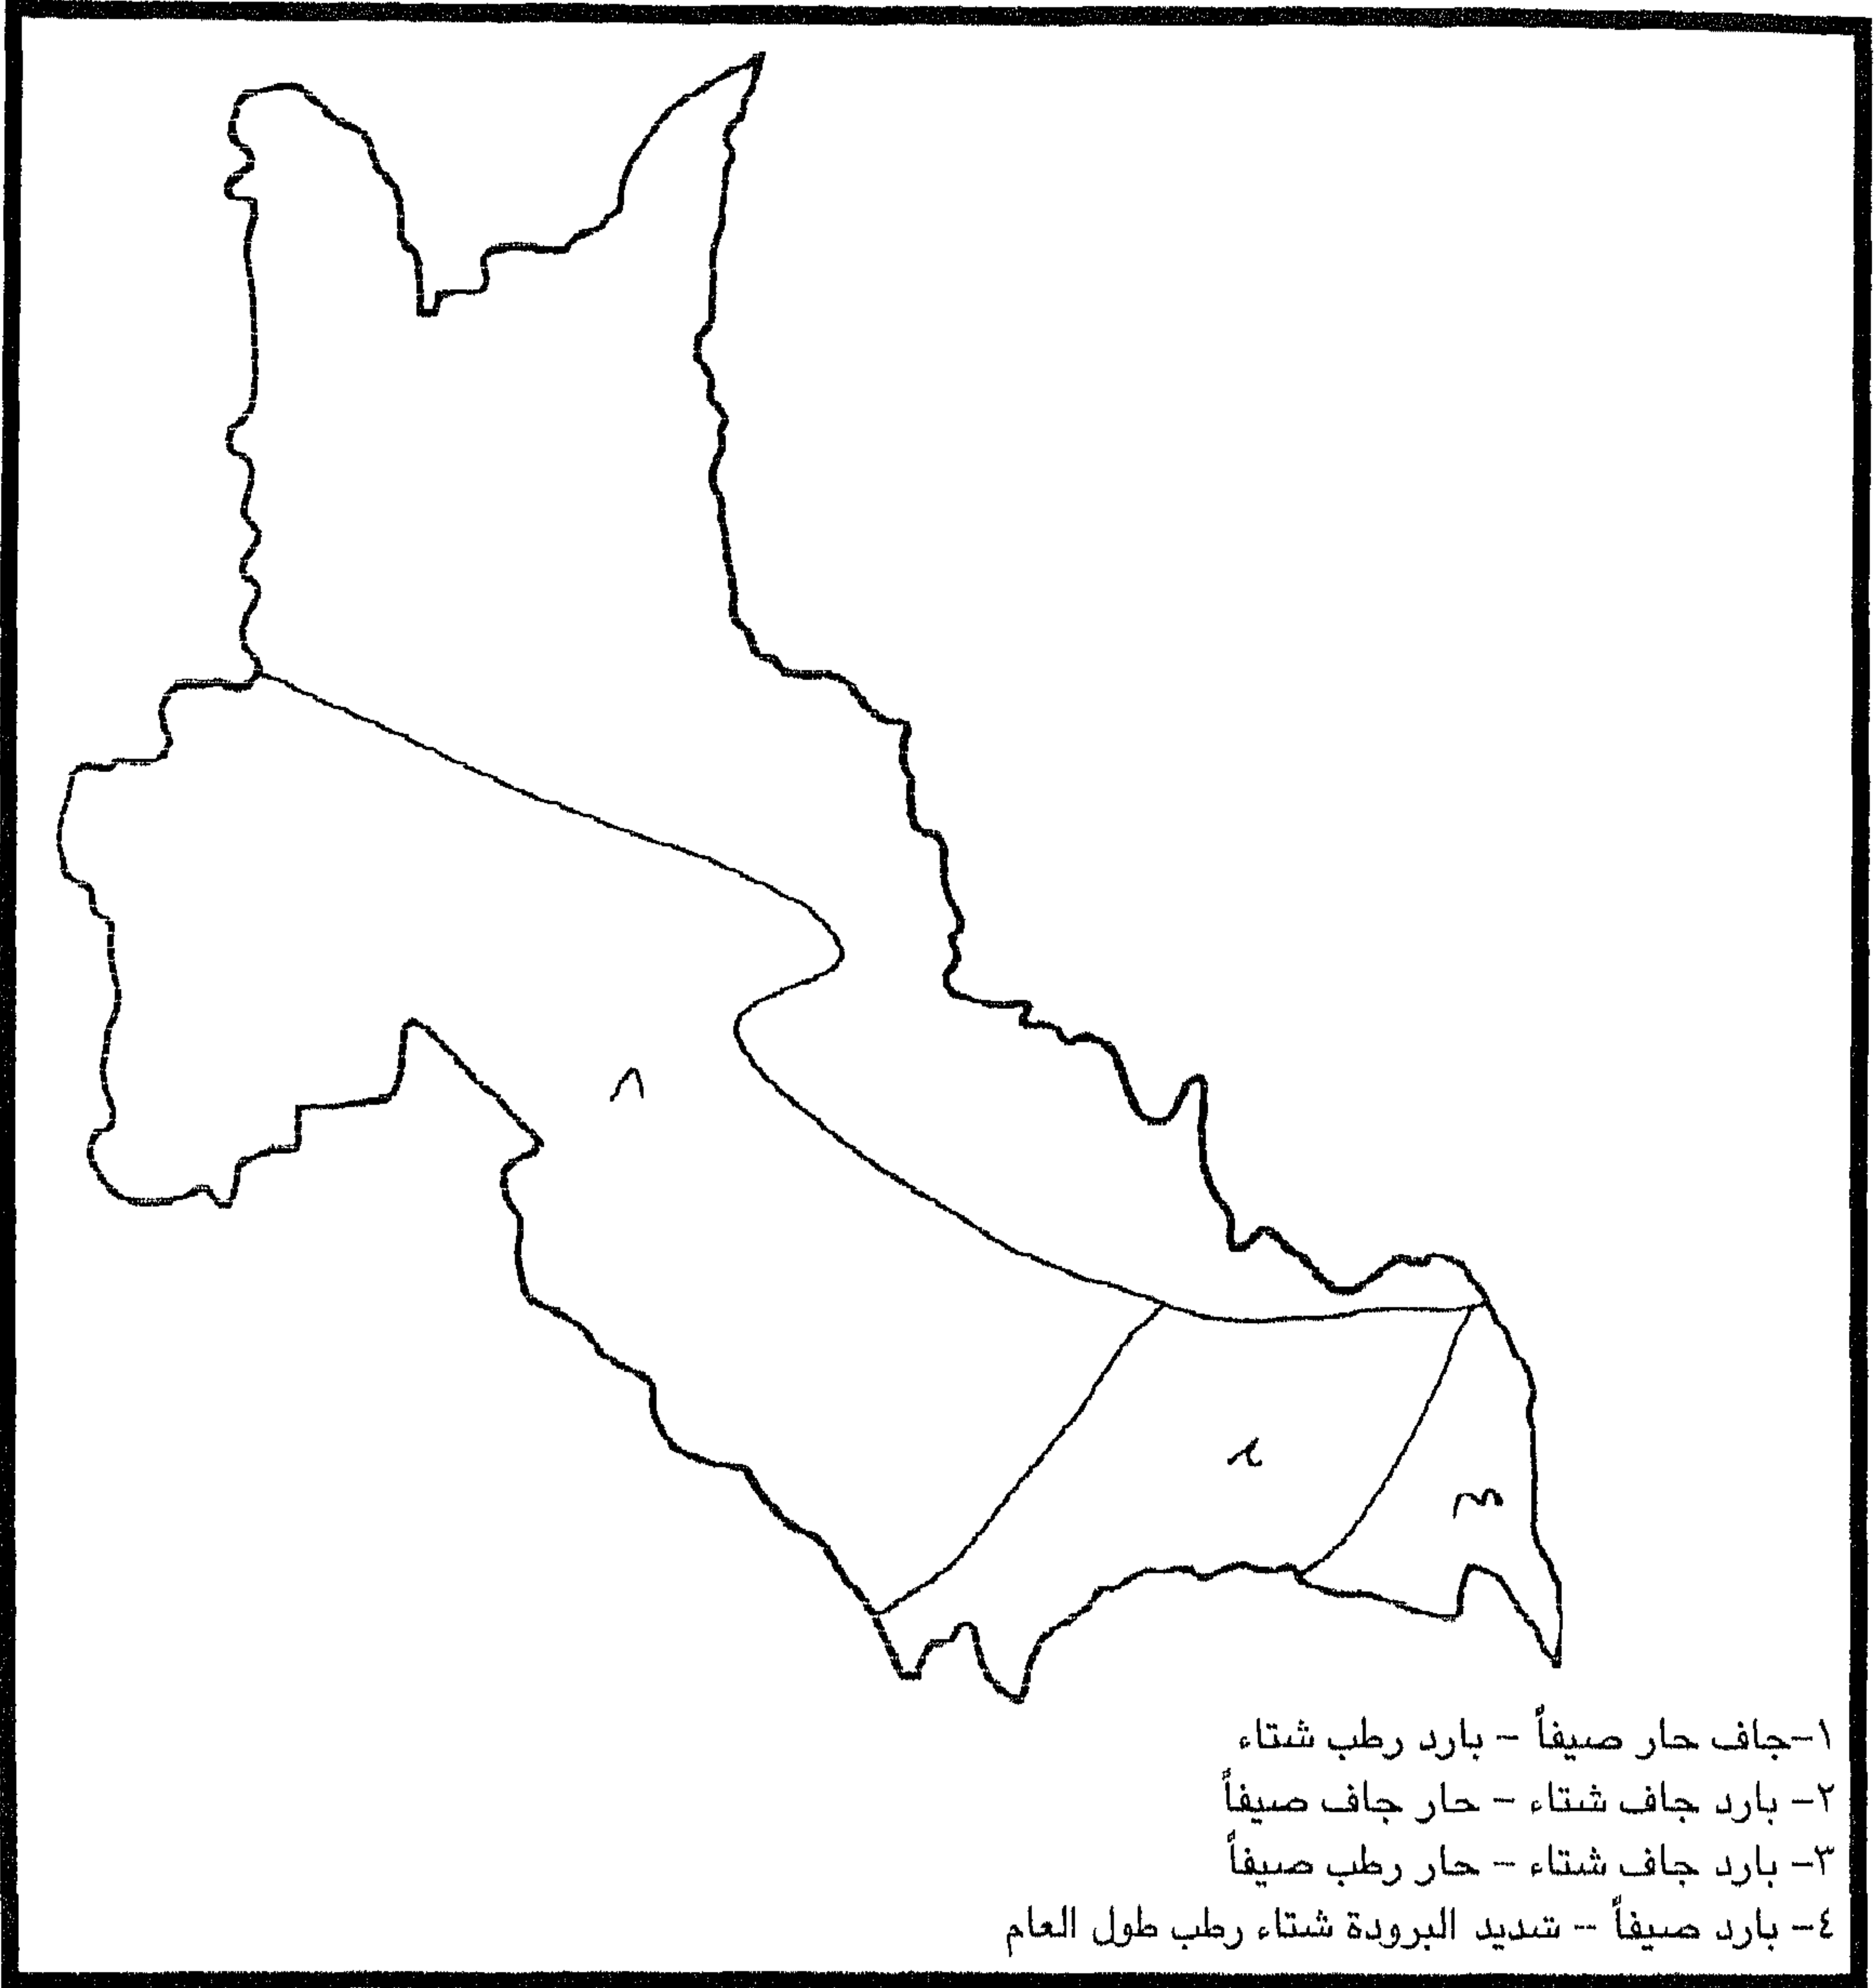 ١-جاف حار صيفاً - بارد رطب شتاء
٢- بارد جاف شتاء - حار جاف صيفاً
٣- بارد جاف شتاء - حار رطب صيفاً
٤- بارد صيفاً - شديد البرودة شتاء رطب طول العام